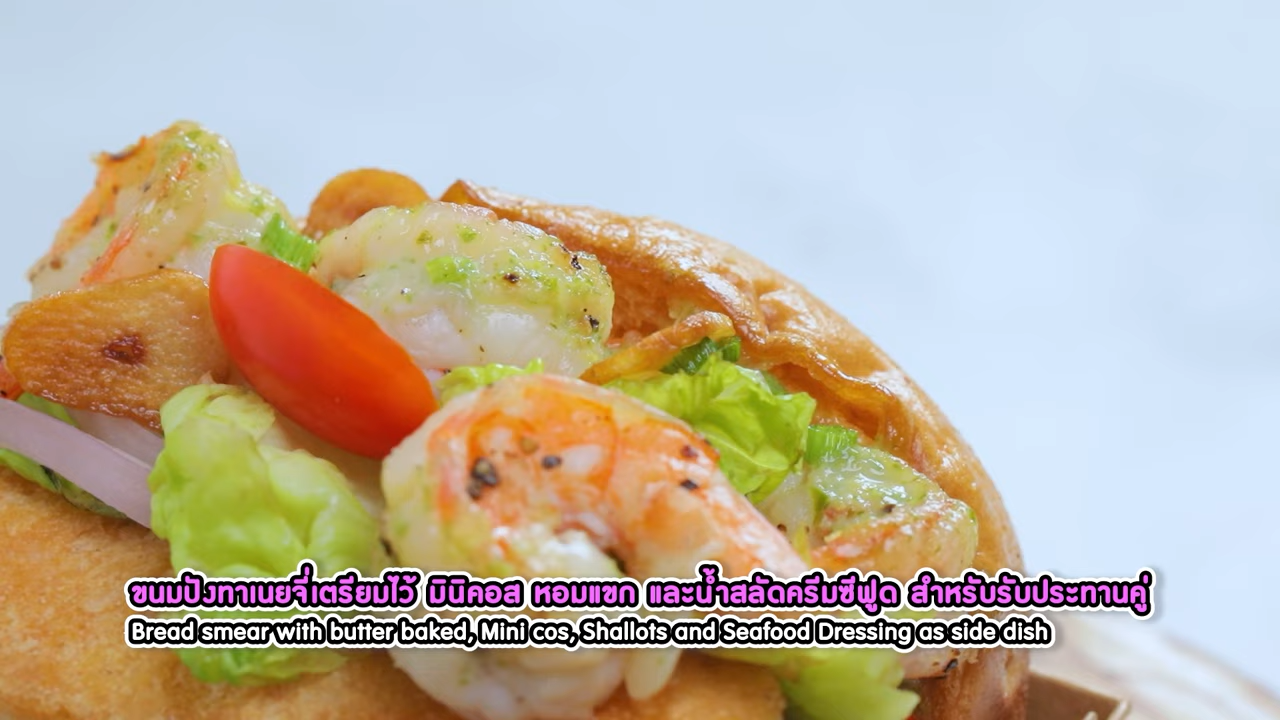 ขนมปังทาเนยจี่เตรียมไว้ มินิคอส หอมแขก และน้ำสลัดครีมซีฟูด สำหรับรับประทานคู่
Bread smear with butter baked, Mini cos, Shallots and Seafood Dressing as side dish